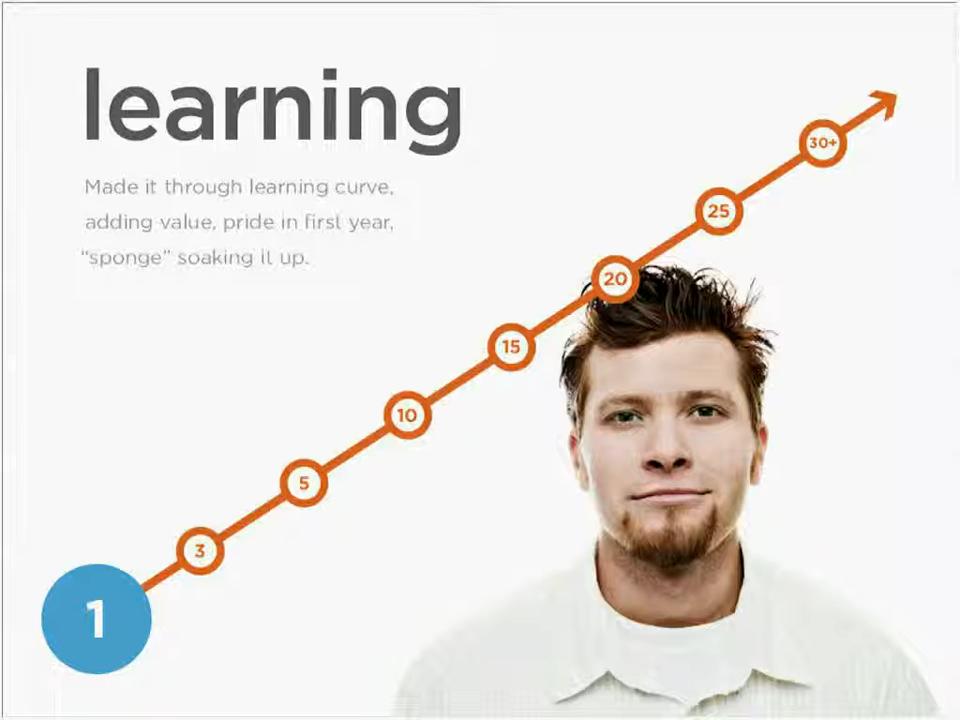 learning
Made it through learning curve,
adding value, pride in first year,
“sponge” soaking it up.
30+
25
20
15
10
5
3
1